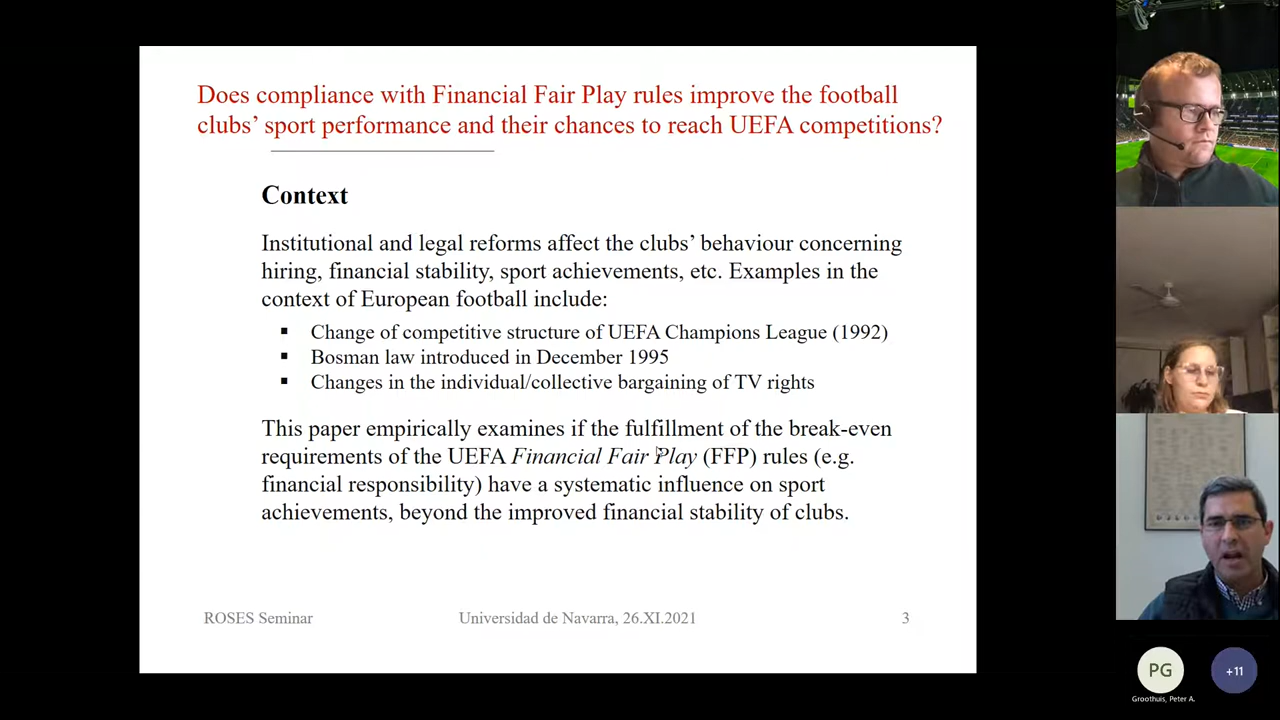 Does compliance with Financial Fair Play rules improve the football
clubs’ sport performance and their chances to reach UEFA competitions?
Context
Institutional and legal reforms affect the clubs’ behaviour concerning
hiring, financial stability, sport achievements, etc. Examples in the
context of European football include:
▪ Change of competitive structure of UEFA Champions League (1992)
▪ Bosman law introduced in December 1995
▪ Changes in the individual/collective bargaining of TV rights
This paper empirically examines if the fulfillment of the break-even
requirements of the UEFA Financial Fair Play (FFP) rules (e.g.
financial responsibility) have a systematic influence on sport
achievements, beyond the improved financial stability of clubs.
ROSES Seminar
Universidad de Navarra, 26.XI.2021
3
PG
+11
Groothuis, Peter A.